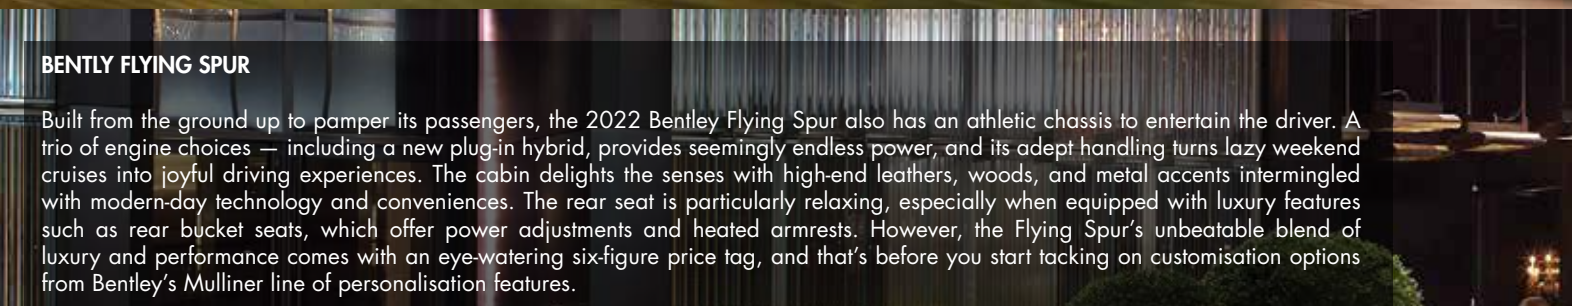 BENTLY FLYING SPUR
Built from the ground up to pamper its passengers, the 2022 Bentley Flying Spur also has an athletic chassis to entertain the driver. A
trio of engine choices — including a new plug-in hybrid, provides seemingly endless power, and its adept handling turns lazy weekend
cruises into joyful driving experiences. The cabin delights the senses with high-end leathers, woods, and metal accents intermingled
with modern-day technology and conveniences. The rear seat is particularly relaxing, especially when equipped with luxury features
such as rear bucket seats, which offer power adjustments and heated armrests. However, the Flying Spur's unbeatable blend of
luxury and performance comes with an eye-watering six-figure price tag, and that's before you start tacking on customisation options
from Bentley's Mulliner line of personalisation features.